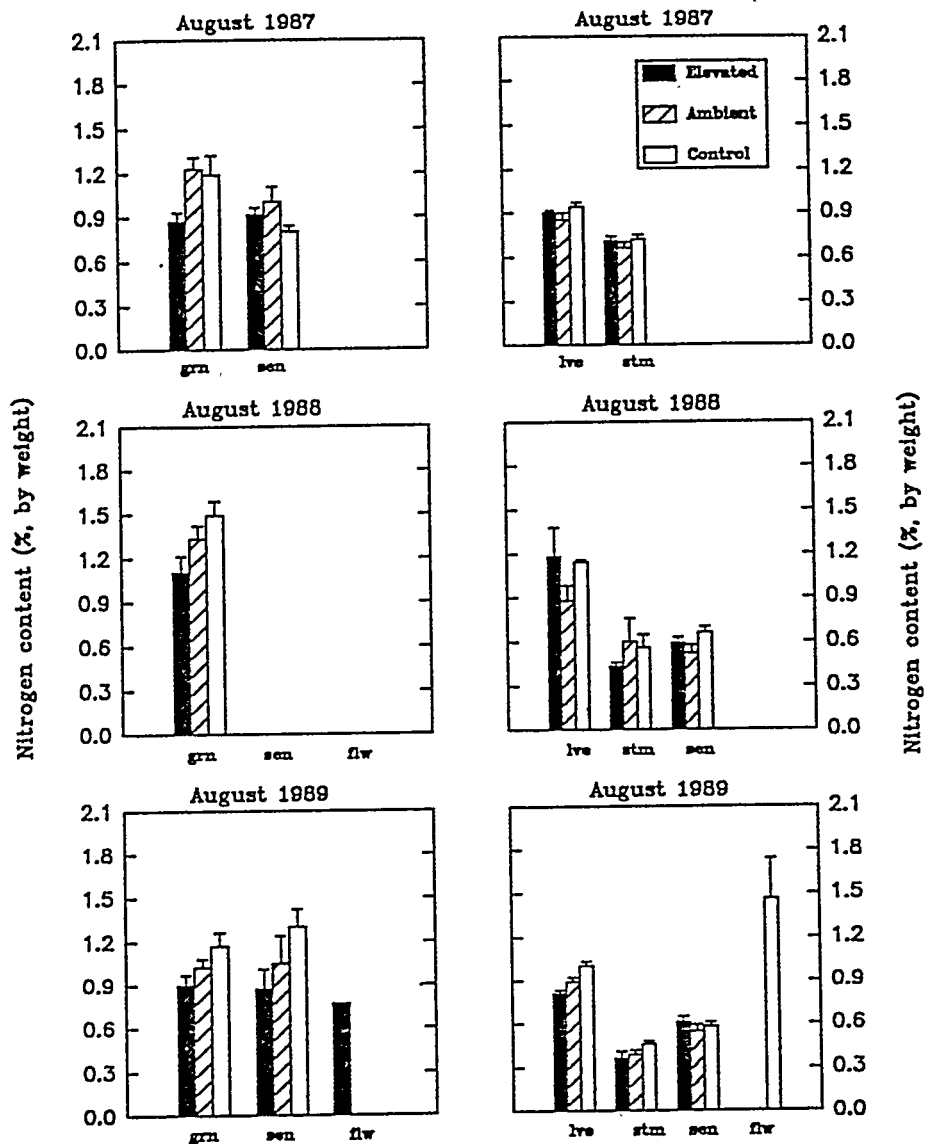 August 1987
2.1
1.8
1.5
1.2
0.9
0.6
0.3
0.0
grn sen
August 1987
Elevated
Ambient
Control
2.1
1.8
1.5
1.2
0.9
0.6
0.3
0.0
lvs stm
Nitrogen content (%, by weight)
August 1988
2.1
1.8
1.5
1.2
0.9
0.6
0.3
0.0
grn sen flw
August 1988
2.1
1.8
1.5
1.2
0.9
0.6
0.3
0.0
lvs stm sen
Nitrogen content (%, by weight)
August 1989
2.1
1.8
1.5
1.2
0.9
0.6
0.3
0.0
grn sen flw
August 1989
2.1
1.8
1.5
1.2
0.9
0.6
0.3
0.0
lvs stm sen flw